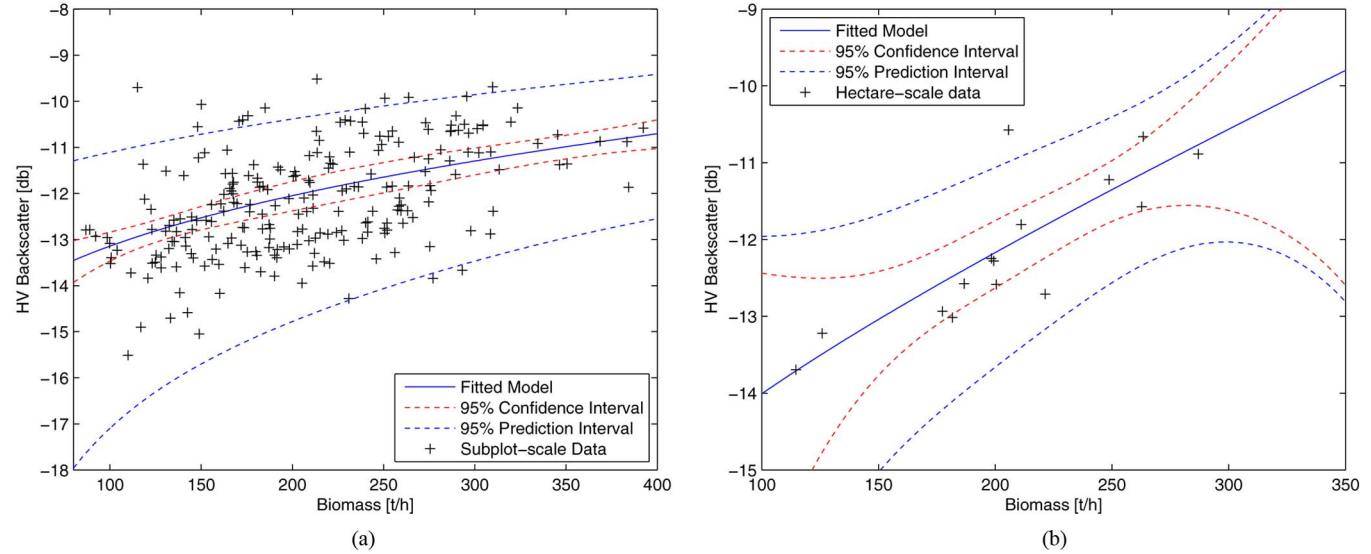 −8
−9
−10
−11
−12
−13
−14
−15
−16
−17
−18
HV Backscatter [db]
100 150 200 250 300 350 400
Biomass [t/h]
Fitted Model
95% Confidence Interval
95% Prediction Interval
Subplot−scale Data
(a)
−9
−10
−11
−12
−13
−14
−15
HV Backscatter [db]
100 150 200 250 300 350
Biomass [t/h]
Fitted Model
95% Confidence Interval
95% Prediction Interval
Hectare−scale data
(b)